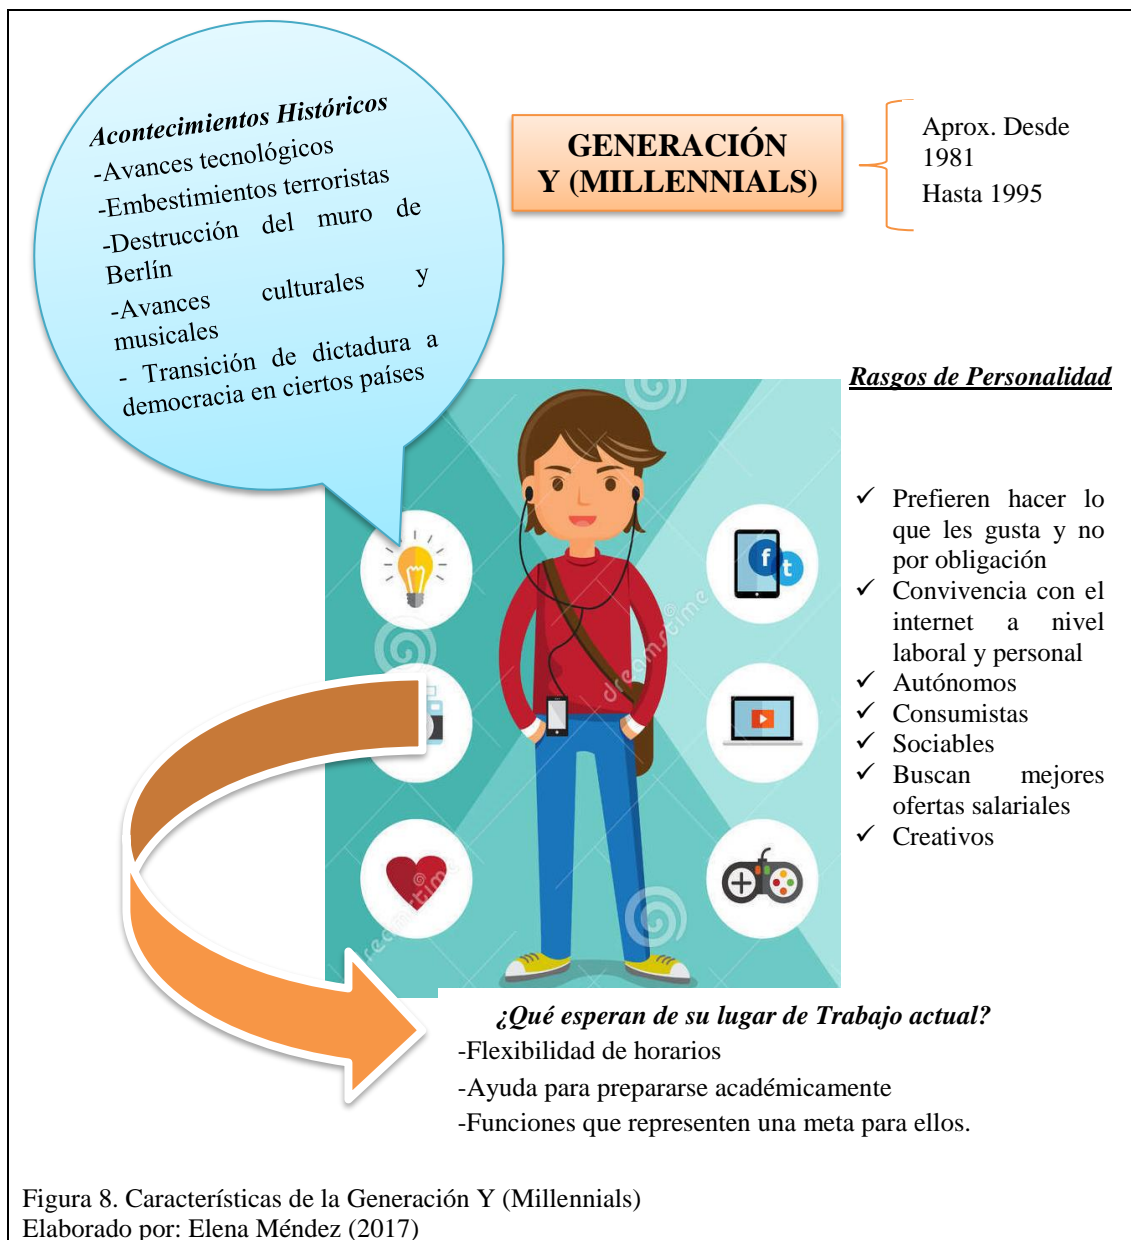 Acontecimientos Históricos
-Avances tecnológicos
-Embestimientos terroristas
-Destrucción del muro de
Berlín
-Avances culturales y
musicales
- Transición de dictadura a
democracia en ciertos países
GENERACIÓN
Y (MILLENNIALS)
Aprox. Desde
1981
Hasta 1995
Rasgos de Personalidad
✓ Prefieren hacer lo
que les gusta y no
por obligación
✓ Convivencia con el
internet a nivel
laboral y personal
✓ Autónomos
✓ Consumistas
✓ Sociables
✓ Buscan mejores
ofertas salariales
✓ Creativos
f
t
dreamstime
dreamstime
¿Qué esperan de su lugar de Trabajo actual?
-Flexibilidad de horarios
-Ayuda para prepararse académicamente
-Funciones que representen una meta para ellos.
Figura 8. Características de la Generación Y (Millennials)
Elaborado por: Elena Méndez (2017)